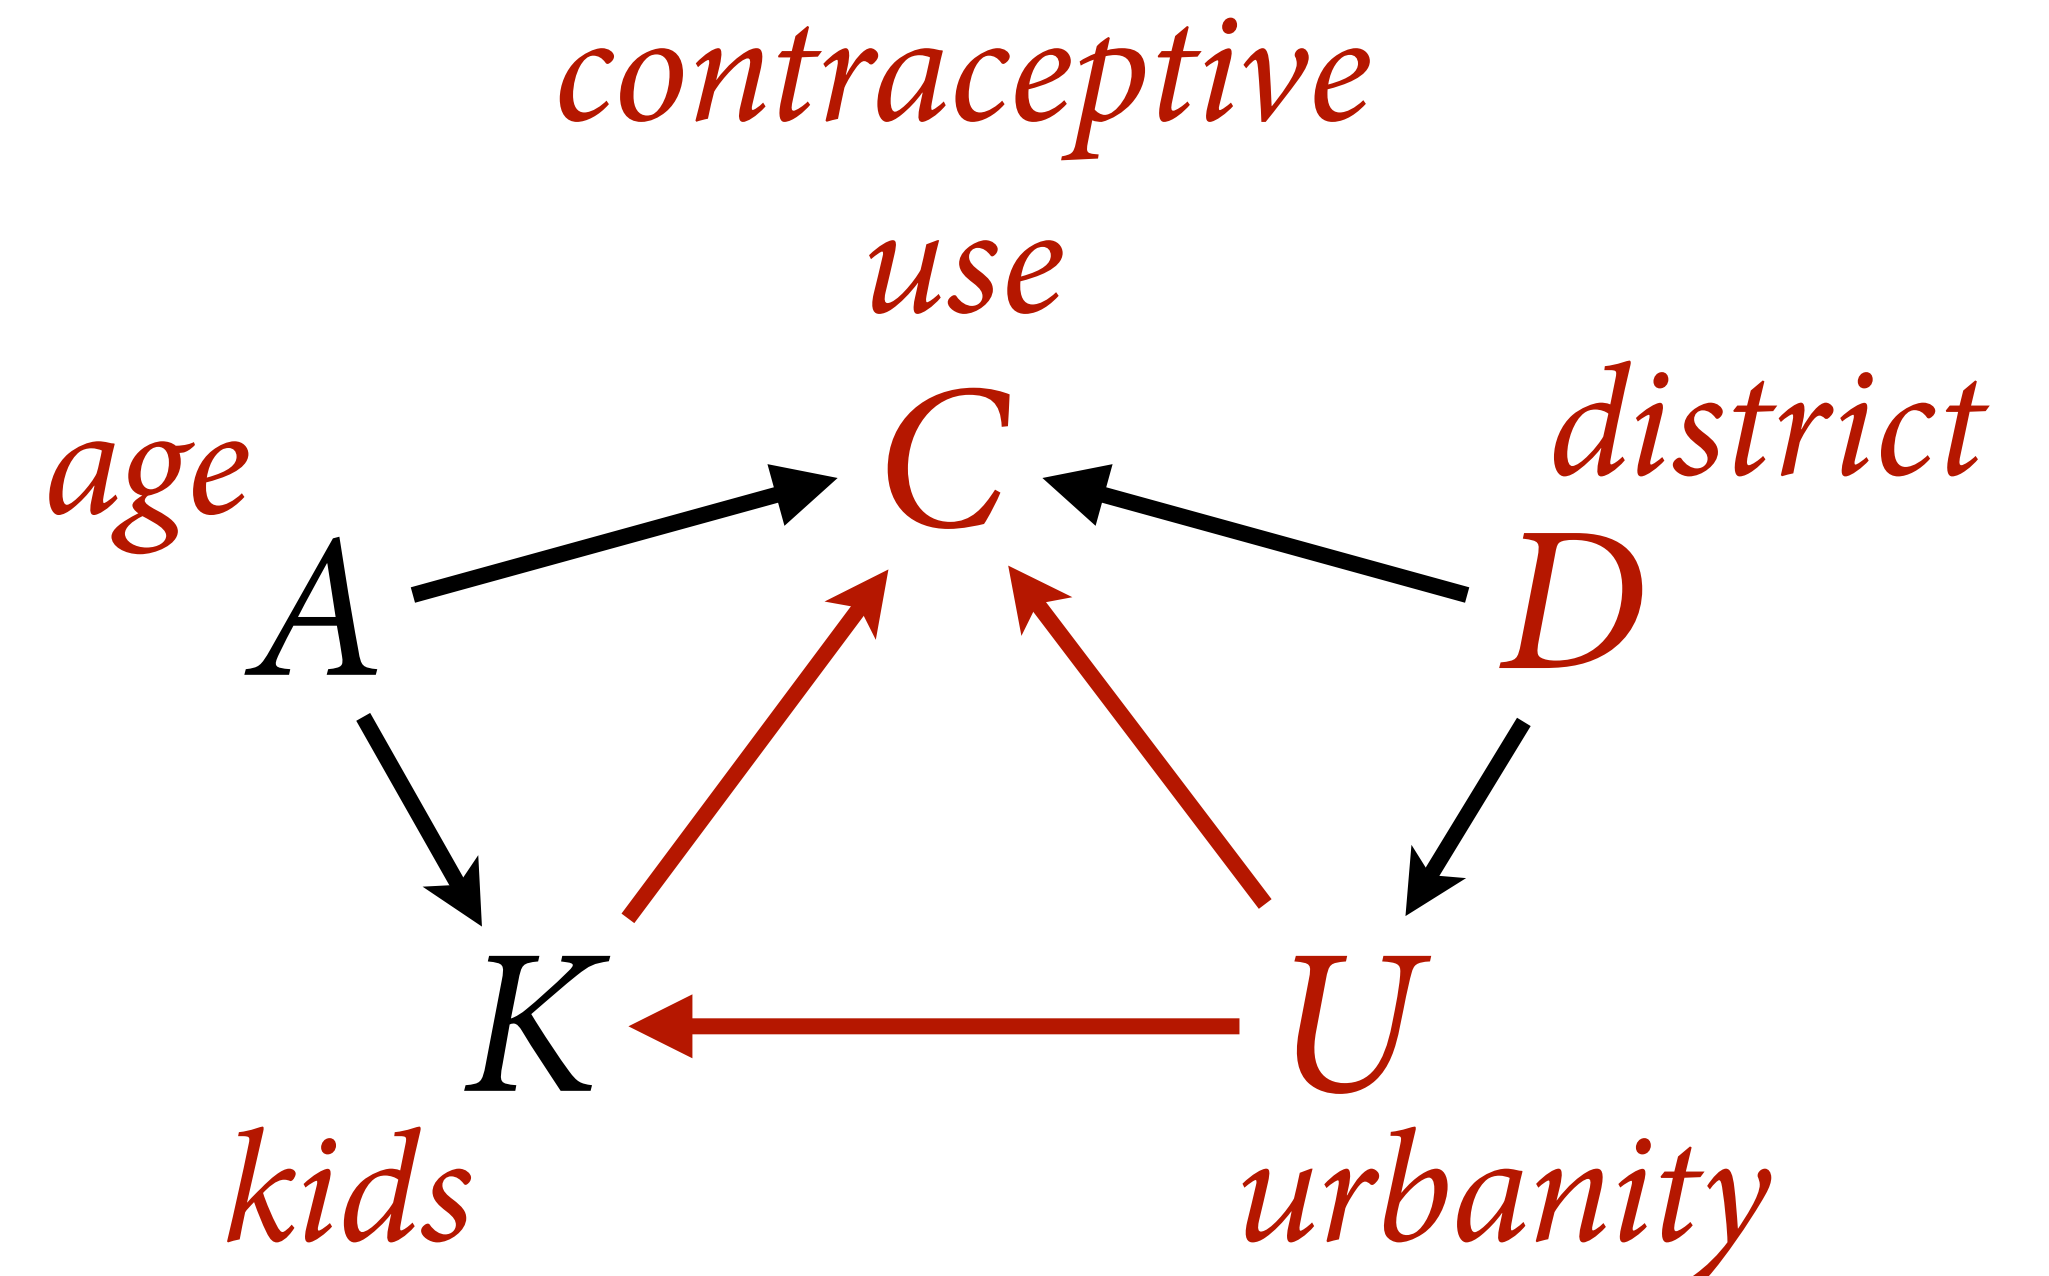 contraceptive
use
C
district
age
A
D
K
U
kids
urbanity